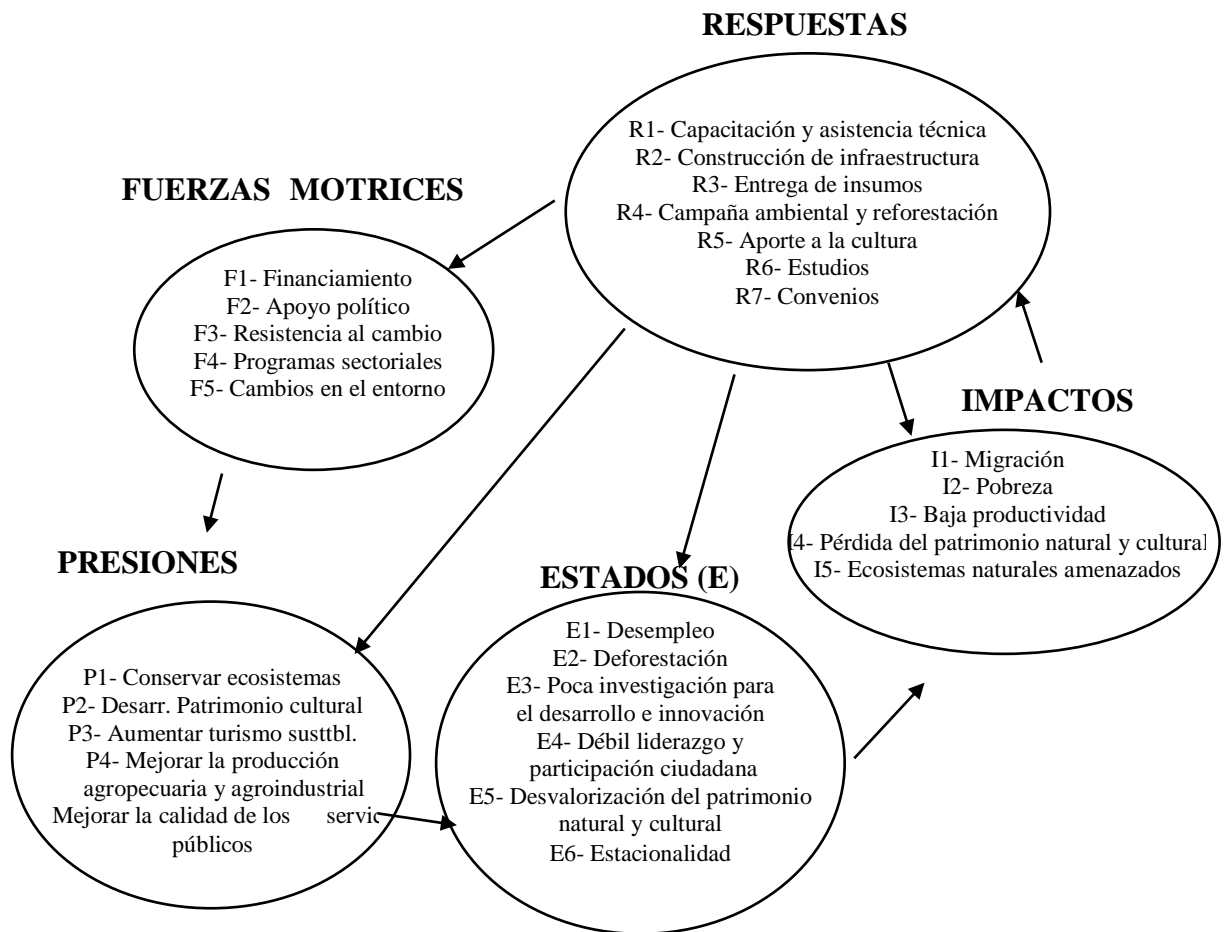 RESPUESTAS
R1- Capacitación y asistencia técnica
R2- Construcción de infraestructura
R3- Entrega de insumos
R4- Campaña ambiental y reforestación
R5- Aporte a la cultura
R6- Estudios
R7- Convenios
FUERZAS MOTRICES
F1- Financiamiento
F2- Apoyo político
F3- Resistencia al cambio
F4- Programas sectoriales
F5- Cambios en el entorno
IMPACTOS
I1- Migración
I2- Pobreza
I3- Baja productividad
I4- Pérdida del patrimonio natural y cultural
I5- Ecosistemas naturales amenazados
PRESIONES
P1- Conservar ecosistemas
P2- Desarr. Patrimonio cultural
P3- Aumentar turismo susttbl.
P4- Mejorar la producción
agropecuaria y agroindustrial
Mejorar la calidad de los
públicos
ESTADOS (E)
E1- Desempleo
E2- Deforestación
E3- Poca investigación para
el desarrollo e innovación
E4- Débil liderazgo y
participación ciudadana
E5- Desvalorización del patrimonio
natural y cultural
E6- Estacionalidad